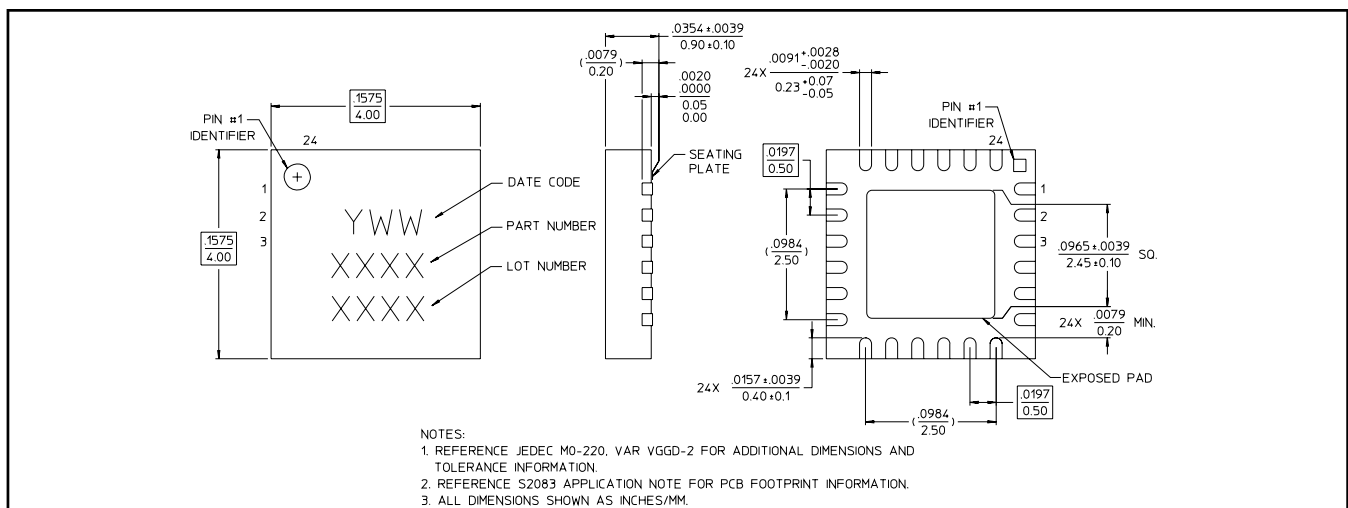 .0354 ±.0039
0.90 ±0.10
( .0079 )
0.20
.0020
.0000
0.05
0.00
.1575
4.00
PIN #1
IDENTIFIER
24
1
2
3
.1575
4.00
YWW
XXXX
XXXX
DATE CODE
PART NUMBER
LOT NUMBER
SEATING
PLATE
24X .0091 +.0028
-.0020
0.23 +0.07
-0.05
PIN #1
IDENTIFIER
24
.0197
0.50
1
2
3
( .0984 )
2.50
.0965 ±.0039 SQ.
2.45 ±0.10
24X .0079 MIN.
0.20
EXPOSED PAD
24X .0157 ±.0039
0.40 ±0.1
.0197
0.50
( .0984 )
2.50
NOTES:
1. REFERENCE JEDEC MO-220, VAR VGGD-2 FOR ADDITIONAL DIMENSIONS AND
TOLERANCE INFORMATION.
2. REFERENCE S2083 APPLICATION NOTE FOR PCB FOOTPRINT INFORMATION.
3. ALL DIMENSIONS SHOWN AS INCHES/MM.